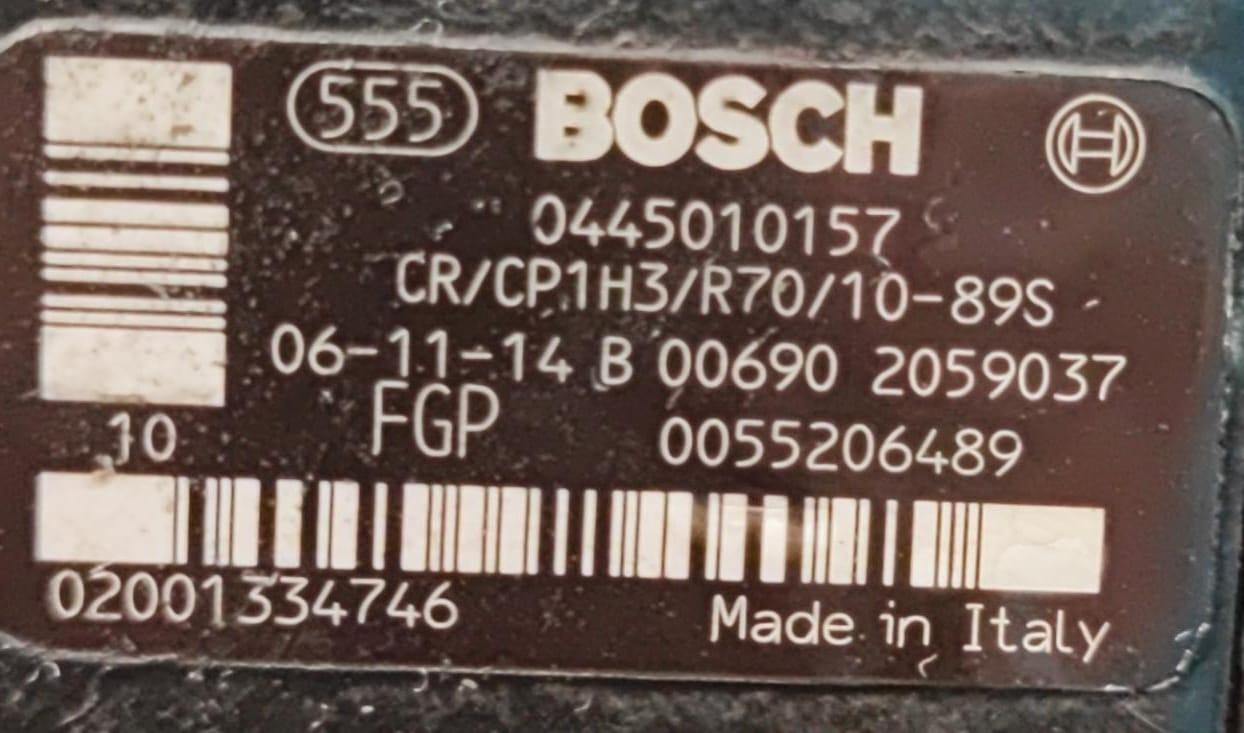 555 BOSCH
0445010157
CR/CP1H3/R70/10-89S
06-11-14 B 00690 2059037
10 FGP 0055206489
02001334746 Made in Italy